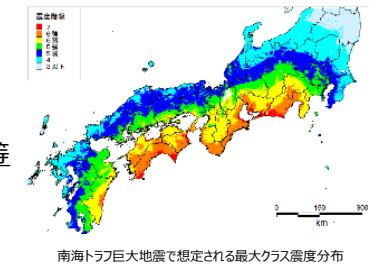 震度階級
7
6強
6弱
5強
5弱
4
3以下
等
0 150 300
km
南海トラフ巨大地震で想定される最大クラス震度分布